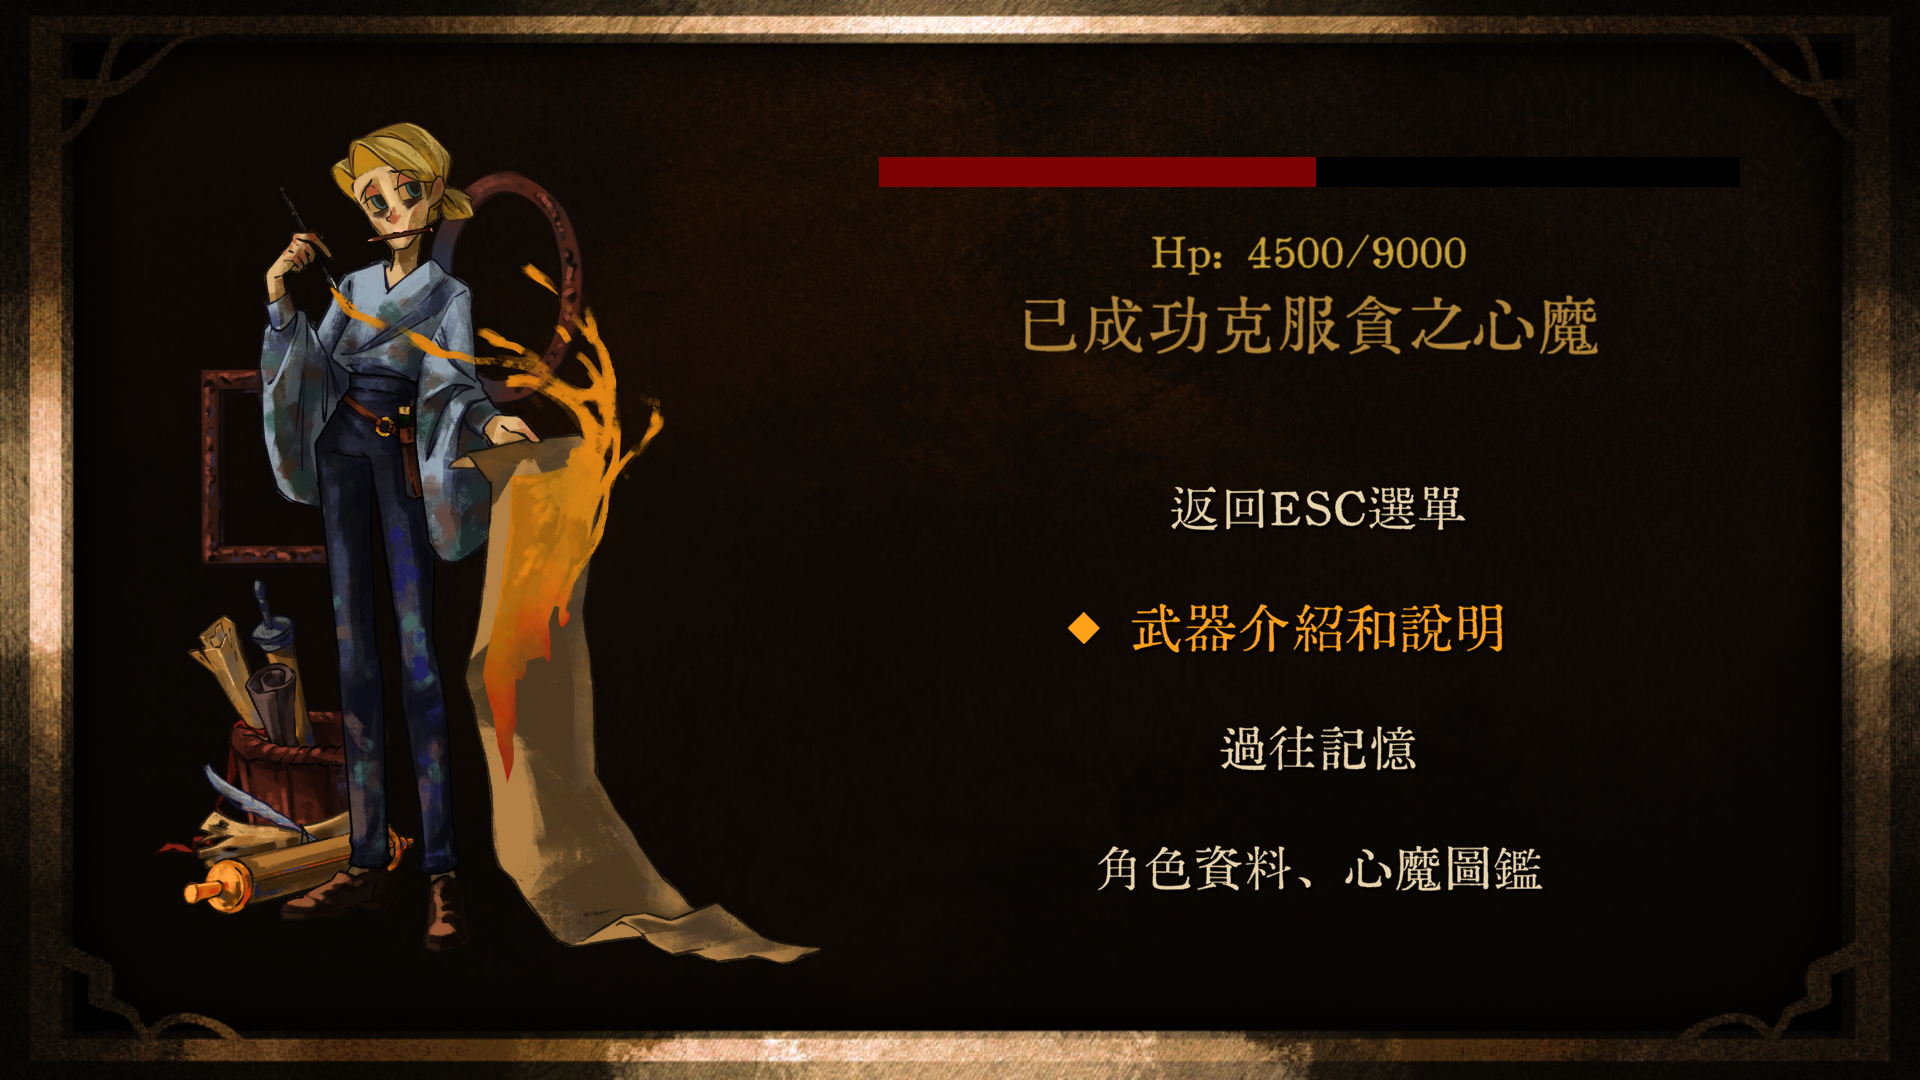 Hp: 4500/9000
已成功克服貪之心魔
返回ESC選單
武器介紹和說明
過往記憶
角色資料、心魔圖鑑